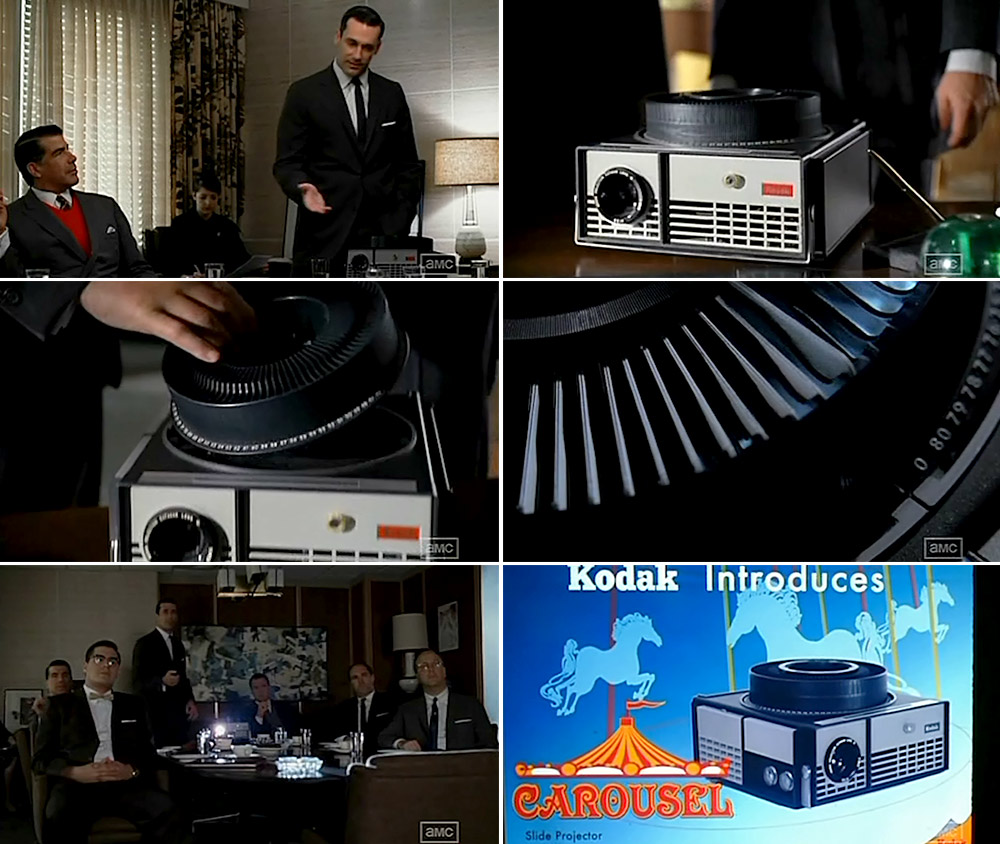 amc
amc
amc
0 80 79 78 77
amc
amc
Kodak Introduces
Kodak
CAROUSEL
Slide Projector